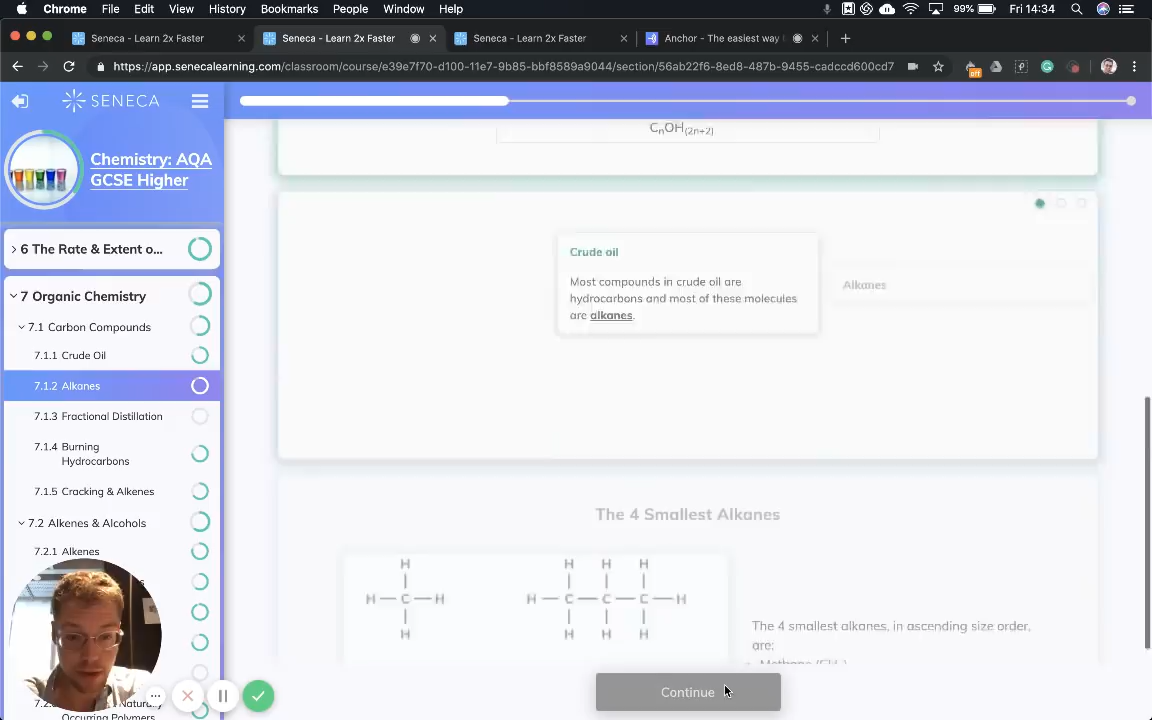 Chrome File Edit View History Bookmarks People Window Help
99% Fri 14:34
Seneca - Learn 2x Faster
Seneca - Learn 2x Faster
Seneca - Learn 2x Faster
Anchor - The easiest way
https://app.senecalearning.com/classroom/course/e39e7f70-d100-11e7-9b85-bbf8589a9044/section/56ab22f6-8ed8-487b-9455-cadccd600cd7
off
SENECA
Chemistry: AQA
GCSE Higher
6 The Rate & Extent o...
7 Organic Chemistry
7.1 Carbon Compounds
7.1.1 Crude Oil
7.1.2 Alkanes
7.1.3 Fractional Distillation
7.1.4 Burning
Hydrocarbons
7.1.5 Cracking & Alkenes
7.2 Alkenes & Alcohols
7.2.1 Alkenes
Occurring Polymers
CₙOH₍₂ₙ₊₂₎
Crude oil
Most compounds in crude oil are
hydrocarbons and most of these molecules
are alkanes.
Alkanes
The 4 Smallest Alkanes
H H H H
H C H H C C C H
H H H H
The 4 smallest alkanes, in ascending size order,
are:
Methane (CH₄)
Continue